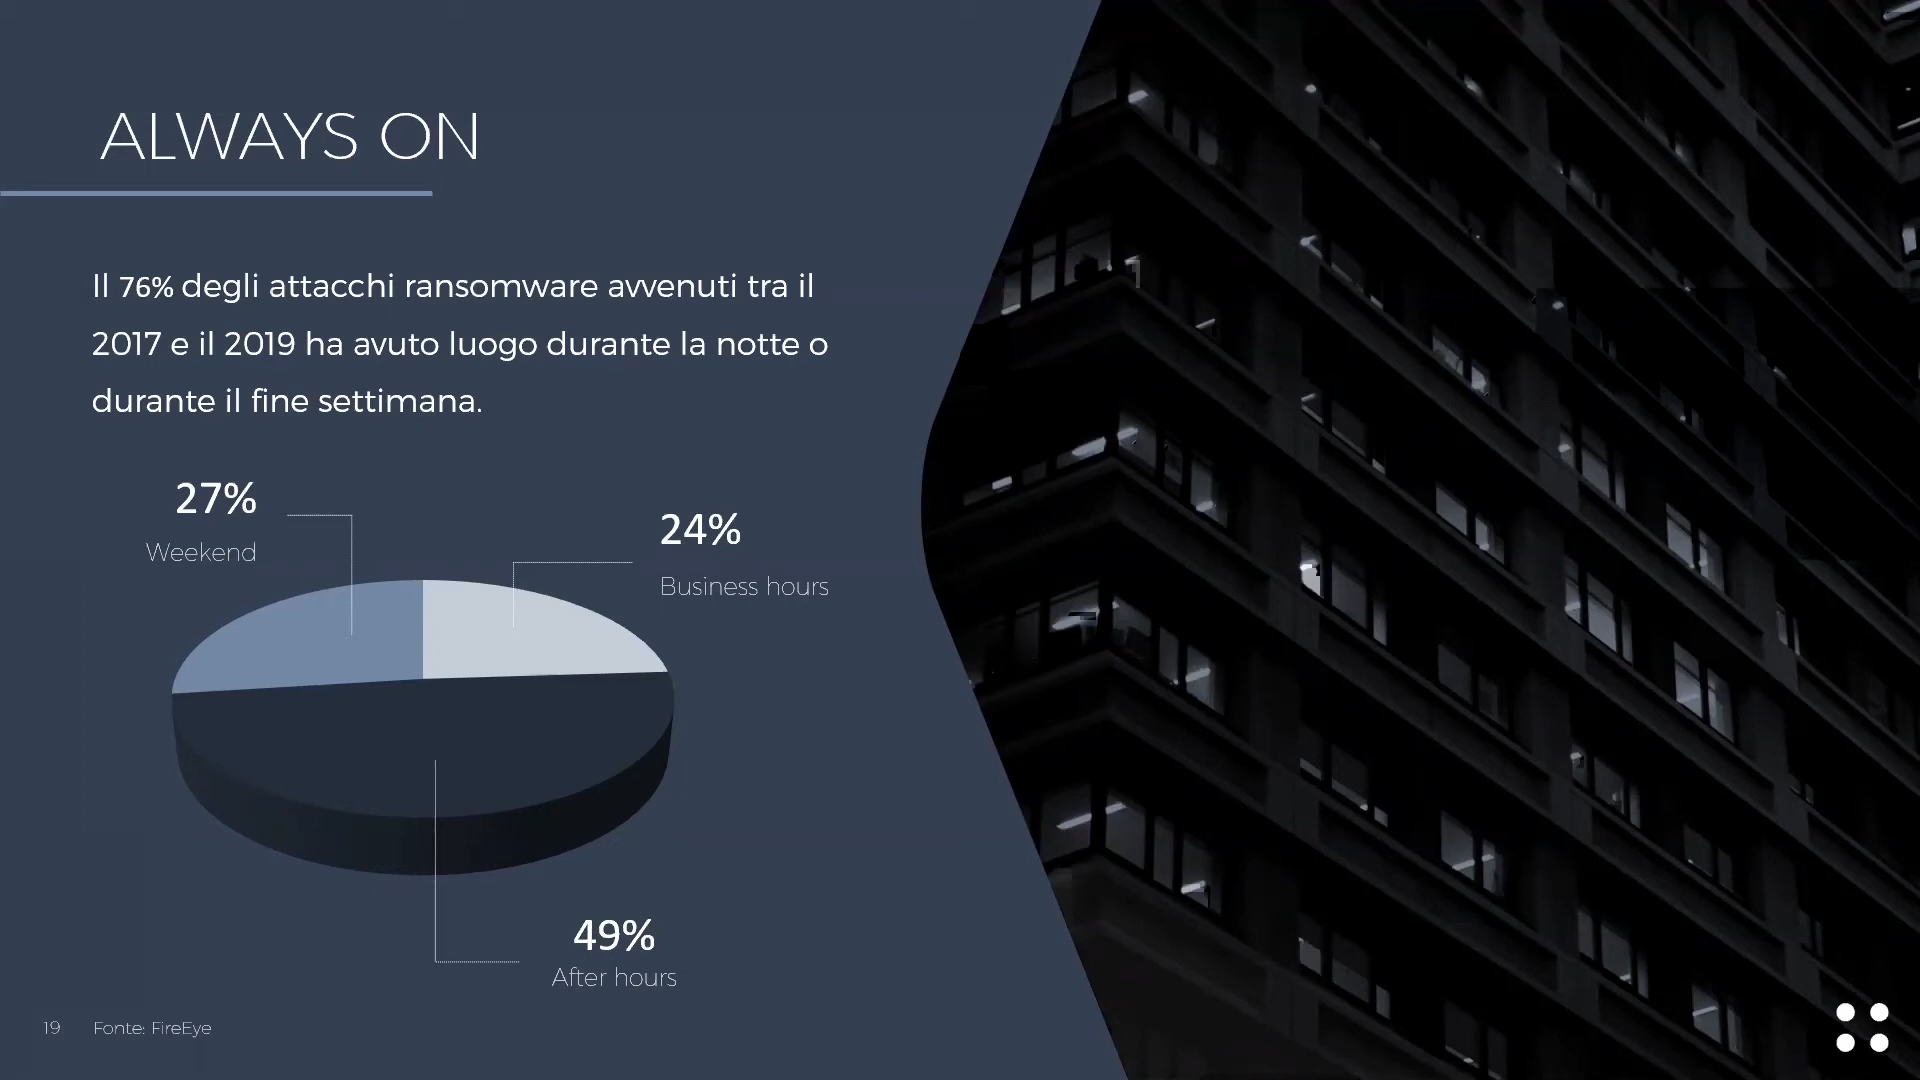 ALWAYS ON
Il 76% degli attacchi ransomware avvenuti tra il
2017 e il 2019 ha avuto luogo durante la notte o
durante il fine settimana.
27%
Weekend
24%
Business hours
49%
After hours
19 Fonte: FireEye